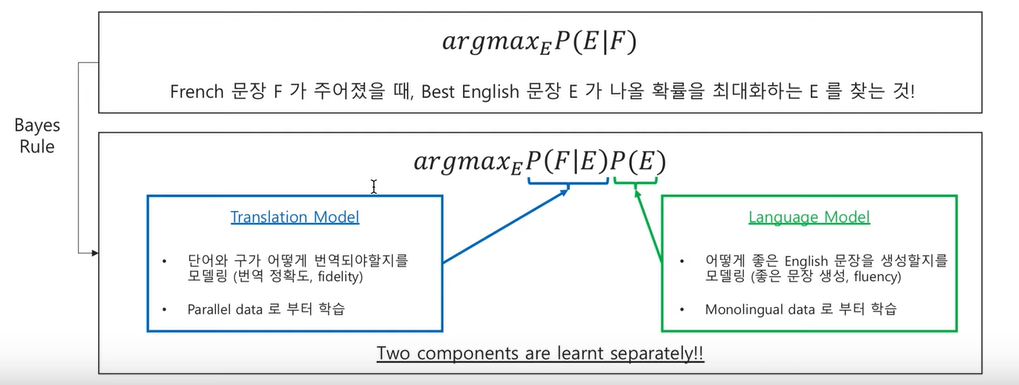 argmax_E P(E|F)
French 문장 F 가 주어졌을 때, Best English 문장 E 가 나올 확률을 최대화하는 E 를 찾는 것!
Bayes
Rule
argmax_E P(F|E)P(E)
Translation Model
• 단어와 구가 어떻게 번역되야할지를
모델링 (번역 정확도, fidelity)
• Parallel data 로 부터 학습
Language Model
• 어떻게 좋은 English 문장을 생성할지를
모델링 (좋은 문장 생성, fluency)
• Monolingual data 로 부터 학습
Two components are learnt separately!!